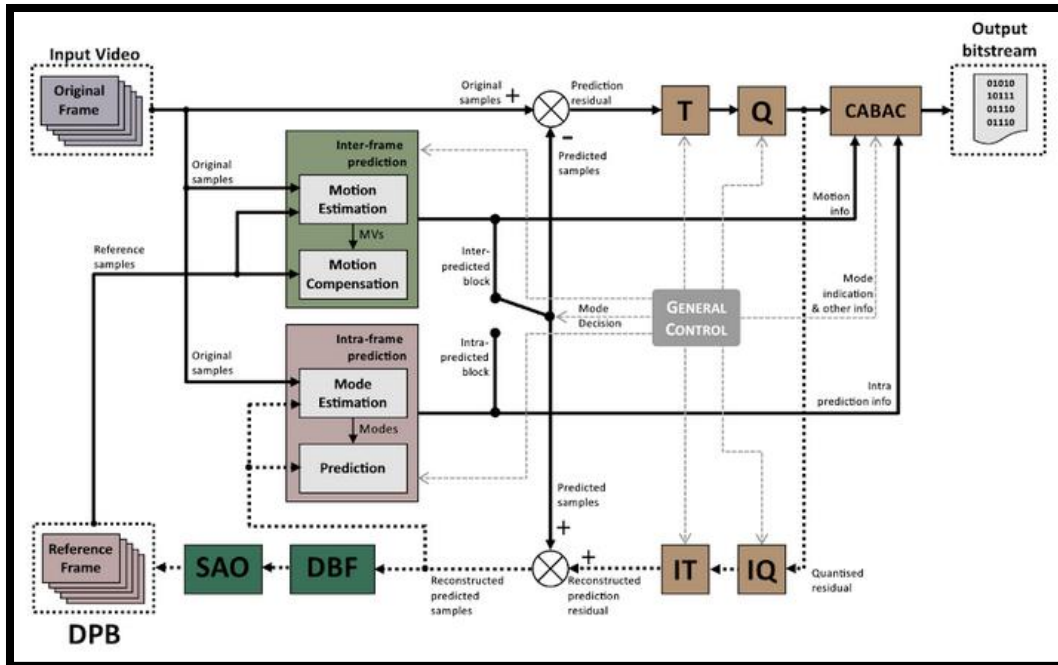 Input Video
Original
Frame
Original
samples
+
Prediction
residual
T
Q
CABAC
Output
bitstream
01010
10111
01110
01110
−
Predicted
samples
Inter-frame
prediction
Original
samples
Motion
Estimation
MVs
Motion
Compensation
Reference
samples
Motion
info
Inter-
predicted
block
Mode
Decision
GENERAL
CONTROL
Mode
indication
& other info
Intra-frame
prediction
Original
samples
Mode
Estimation
Modes
Prediction
Intra-
predicted
block
Intra
prediction info
Predicted
samples
+
+
Reference
Frame
DPB
SAO
DBF
Reconstructed
predicted
samples
Reconstructed
prediction
residual
IT
IQ
Quantised
residual